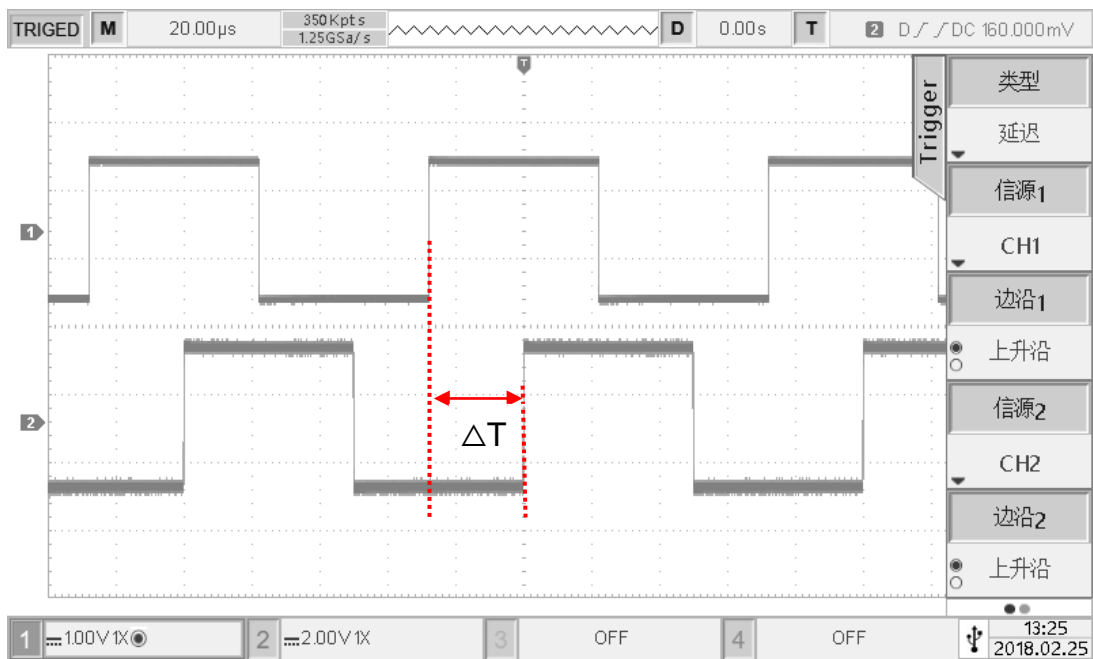 TRIGED M 20.00μs 350Kpts D 0.00s T 2 D DC 160.000mV
1.25GSa/s
T
Trigger
类型
延迟
信源1
CH1
边沿1
上升沿
信源2
CH2
边沿2
上升沿
1
2
△T
1 1.00V 1X 2 2.00V 1X 3 OFF 4 OFF
13:25
2018.02.25